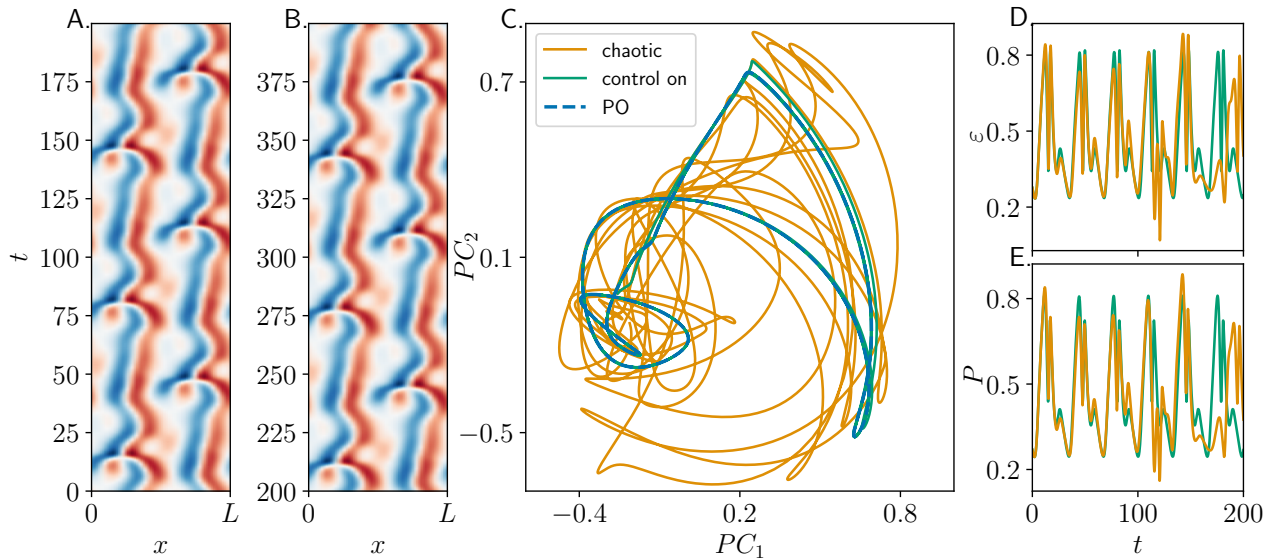 A.
175
150
125
100
75
50
25
0
t
0
L
x
B.
375
350
325
300
275
250
225
200
0
L
x
C.
chaotic
control on
PO
0.7
0.1
−0.5
PC₂
−0.4
0.2
0.8
PC₁
D.
0.8
0.5
0.2
ε
E.
0.8
0.5
0.2
P
0
100
200
t